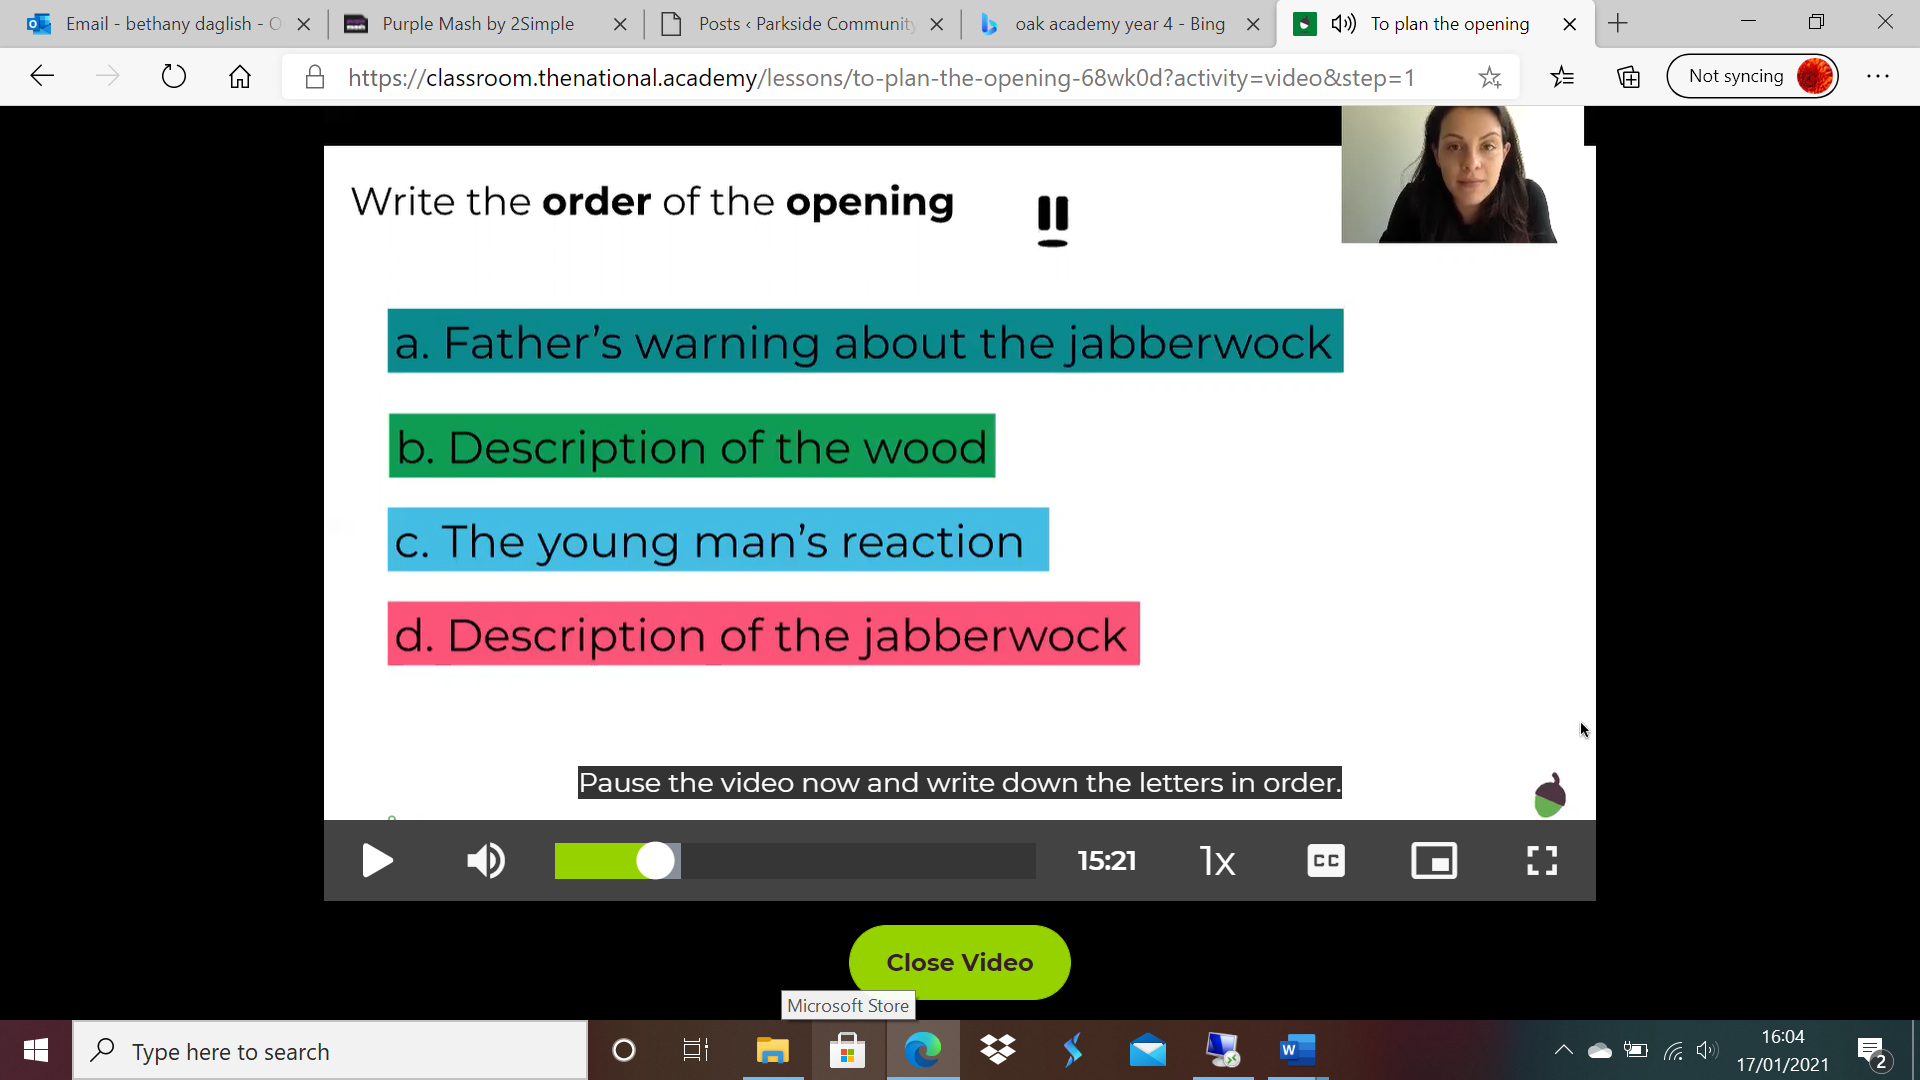 Email - bethany daglish - O
Purple Mash by 2Simple
Posts ‹ Parkside Community
oak academy year 4 - Bing
To plan the opening
https://classroom.thenational.academy/lessons/to-plan-the-opening-68wk0d?activity=video&step=1
Not syncing
Write the order of the opening
a. Father's warning about the jabberwock
b. Description of the wood
c. The young man's reaction
d. Description of the jabberwock
Pause the video now and write down the letters in order.
15:21
1x
CC
Close Video
Microsoft Store
Type here to search
W
16:04
17/01/2021
2